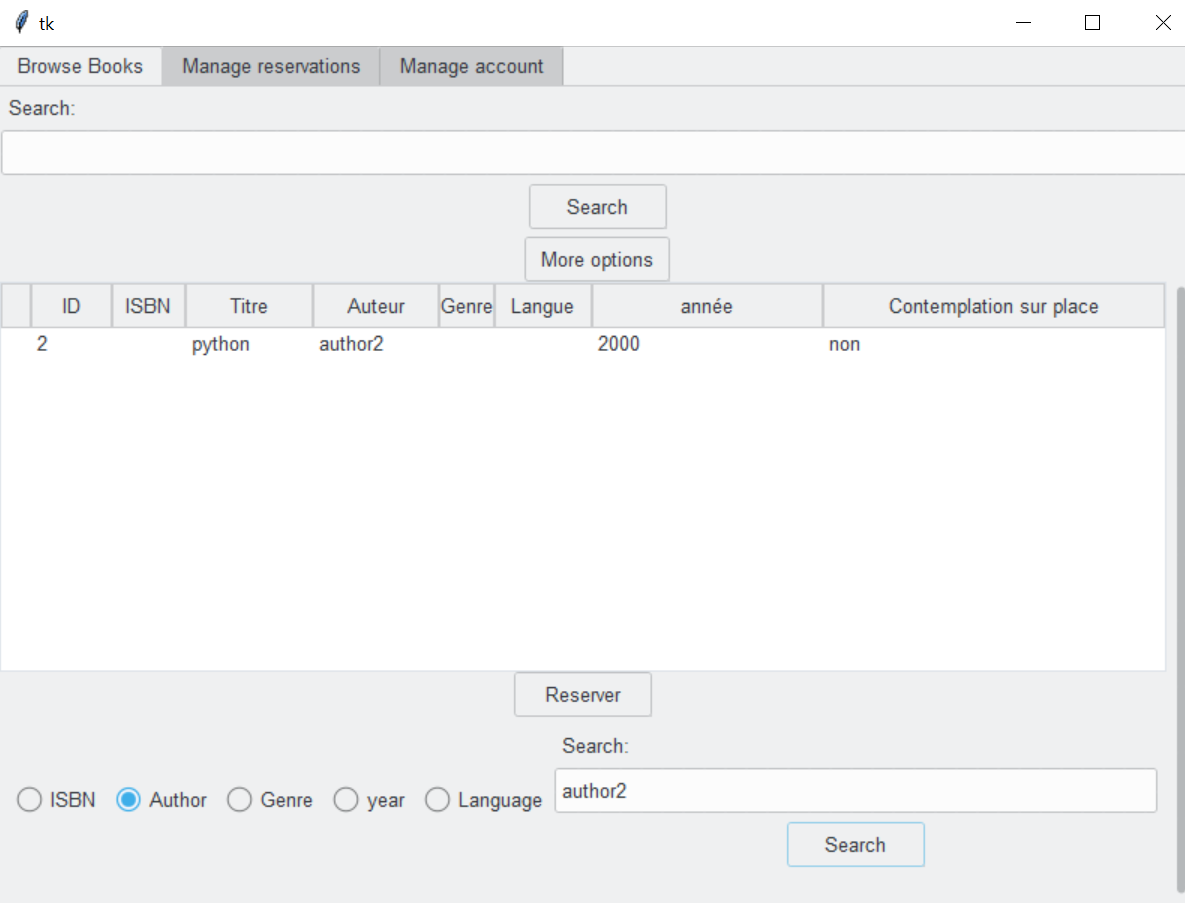 tk
Browse Books Manage reservations Manage account
Search:
Search
More options
ID ISBN Titre Auteur Genre Langue année Contemplation sur place
2 python author2 2000 non
Reserver
Search:
ISBN Author Genre year Language author2
Search